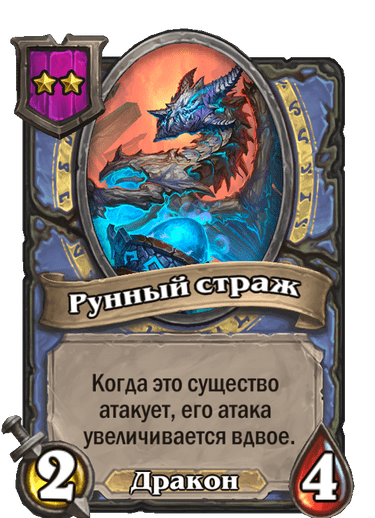 Рунный страж
Когда это существо
атакует, его атака
увеличивается вдвое.
2
Дракон
4